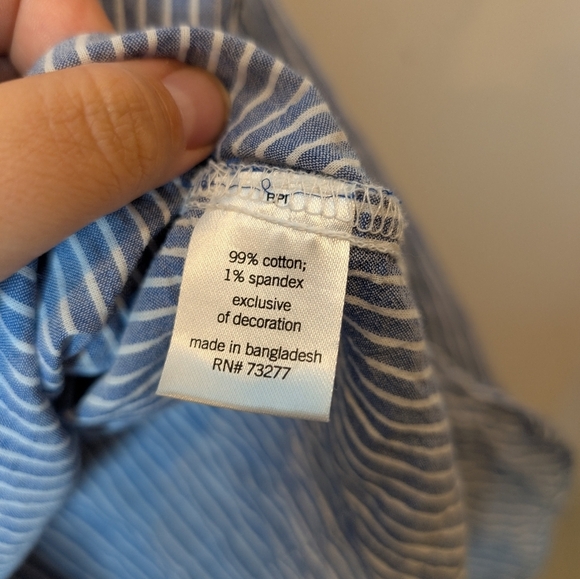 99% cotton;
1% spandex
exclusive
of decoration
made in bangladesh
RN# 73277